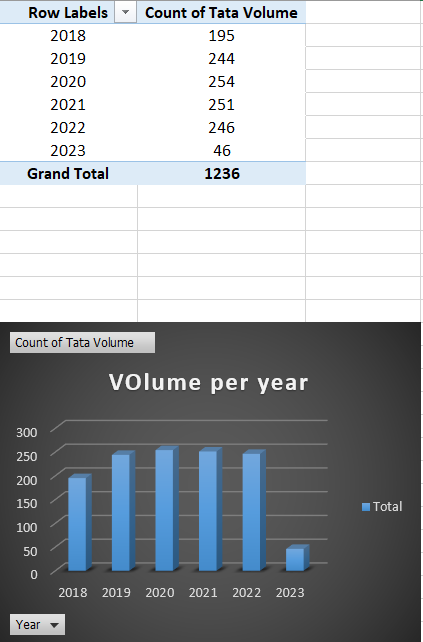 Row Labels Count of Tata Volume
2018 195
2019 244
2020 254
2021 251
2022 246
2023 46
Grand Total 1236
Count of Tata Volume
VOlume per year
300
250
200
150
100
50
0
2018 2019 2020 2021 2022 2023
Total
Year